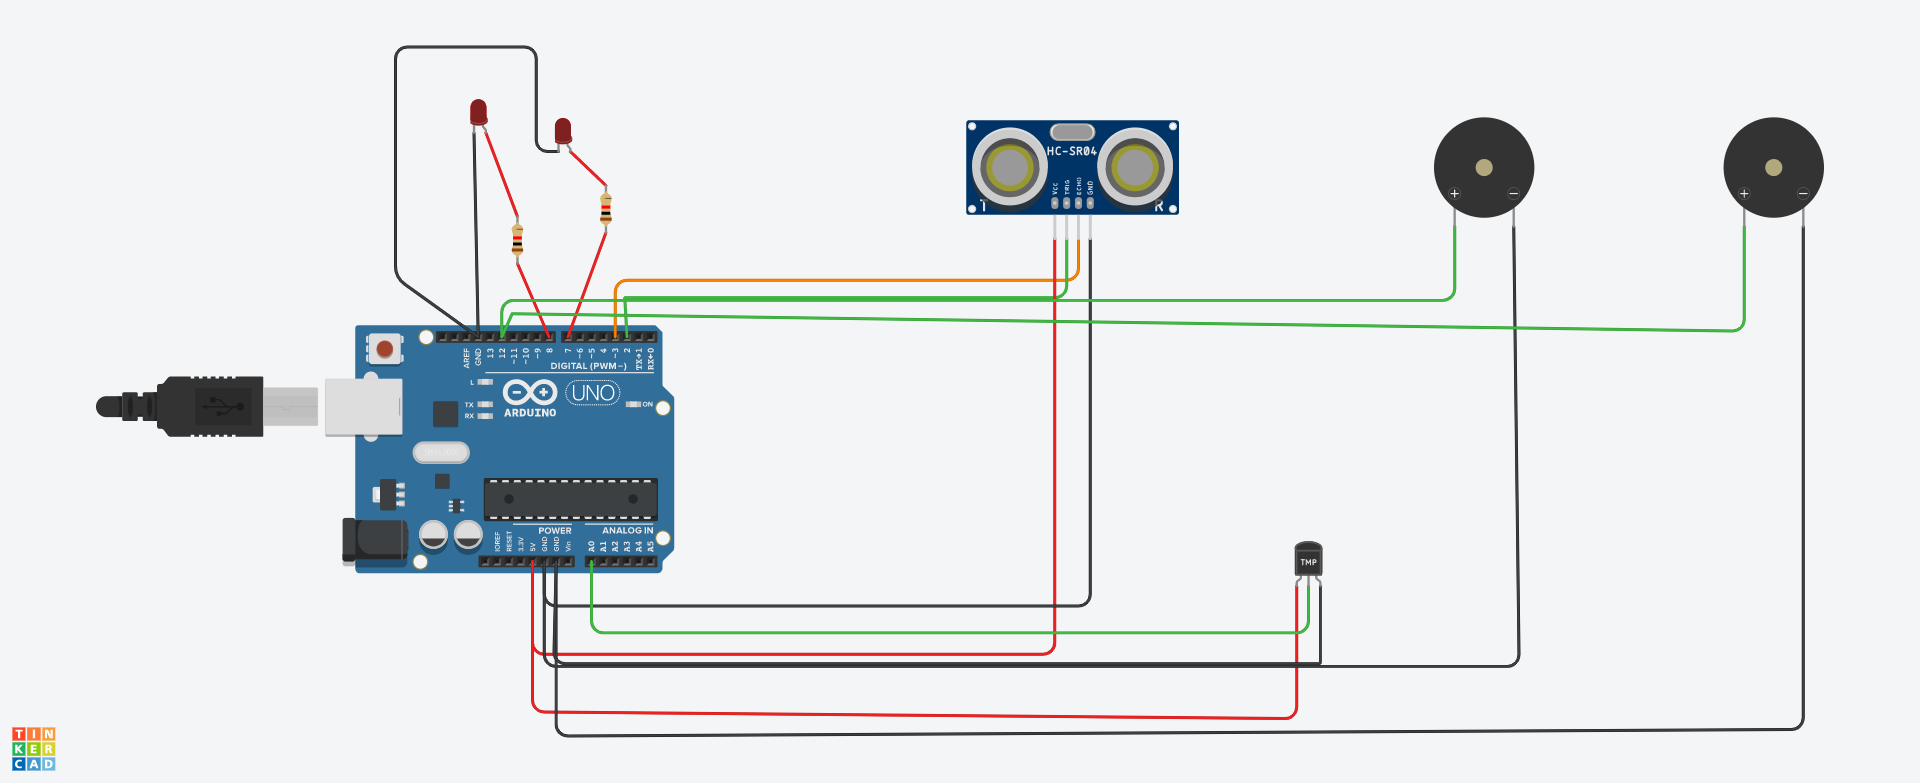 HC-SR04
VCC
TRIG
ECHO
GND
T
R
+
−
+
−
AREF
GND
13
12
~11
~10
~9
8
7
~6
~5
4
~3
2
TX→1
RX←0
DIGITAL (PWM~)
L
TX
RX
ARDUINO
UNO
ON
POWER
ANALOG IN
IOREF
RESET
3.3V
5V
GND
GND
Vin
A0
A1
A2
A3
A4
A5
TMP
TIN
KER
CAD